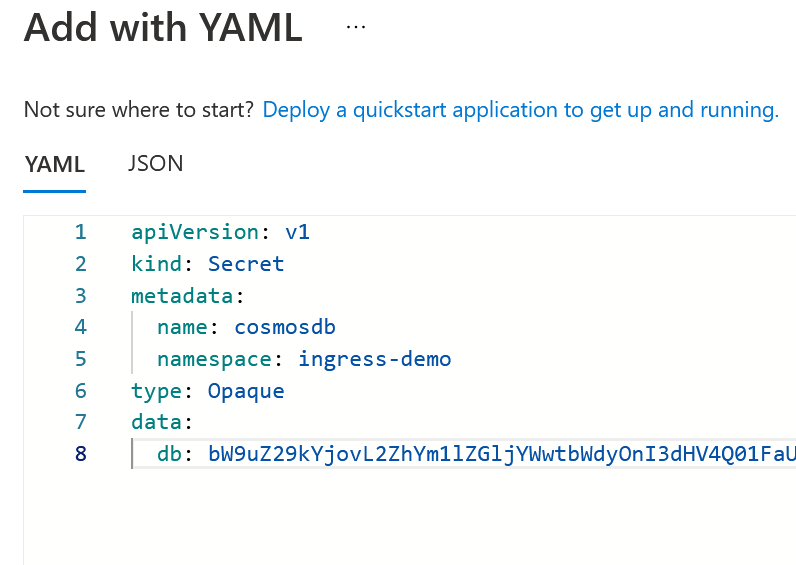 Add with YAML ...
Not sure where to start? Deploy a quickstart application to get up and running.
YAML JSON
1 apiVersion: v1
2 kind: Secret
3 metadata:
4 name: cosmosdb
5 namespace: ingress-demo
6 type: Opaque
7 data:
8 db: bW9uZ29kYjovL2ZhYm1lZGljYWwtbWdyOnI3dHV4Q01FaU